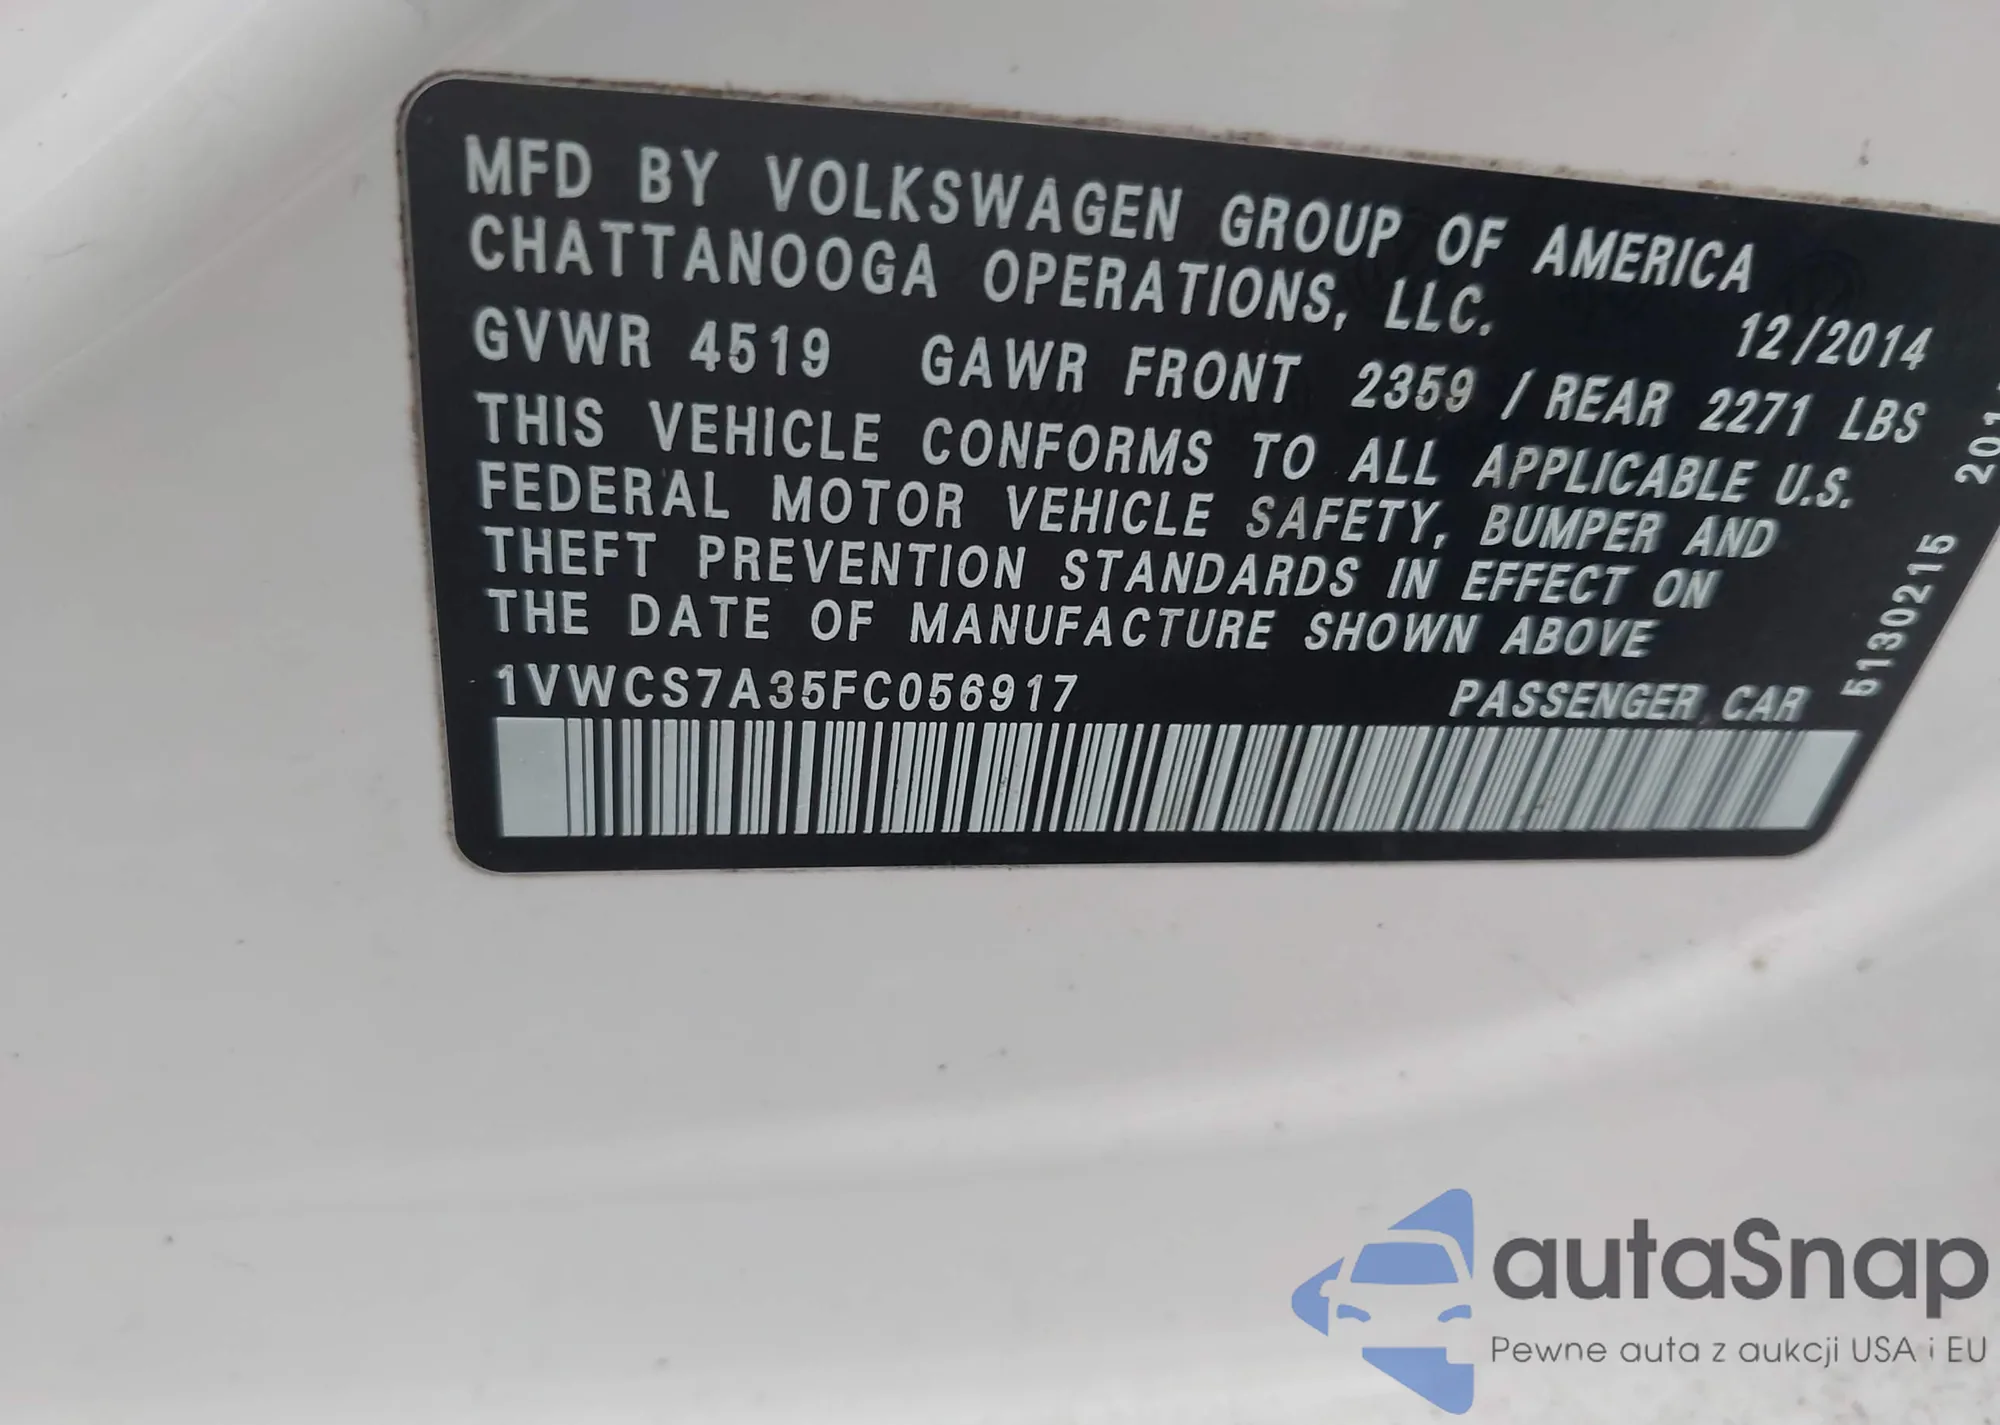 MFD BY VOLKSWAGEN GROUP OF AMERICA
CHATTANOOGA OPERATIONS, LLC.
12/2014
GVWR 4519 GAWR FRONT 2359 / REAR 2271 LBS
THIS VEHICLE CONFORMS TO ALL APPLICABLE U.S.
FEDERAL MOTOR VEHICLE SAFETY, BUMPER AND
THEFT PREVENTION STANDARDS IN EFFECT ON
THE DATE OF MANUFACTURE SHOWN ABOVE
1VWCS7A35FC056917 PASSENGER CAR
5130215
autaSnap
Pewne auta z aukcji USA i EU